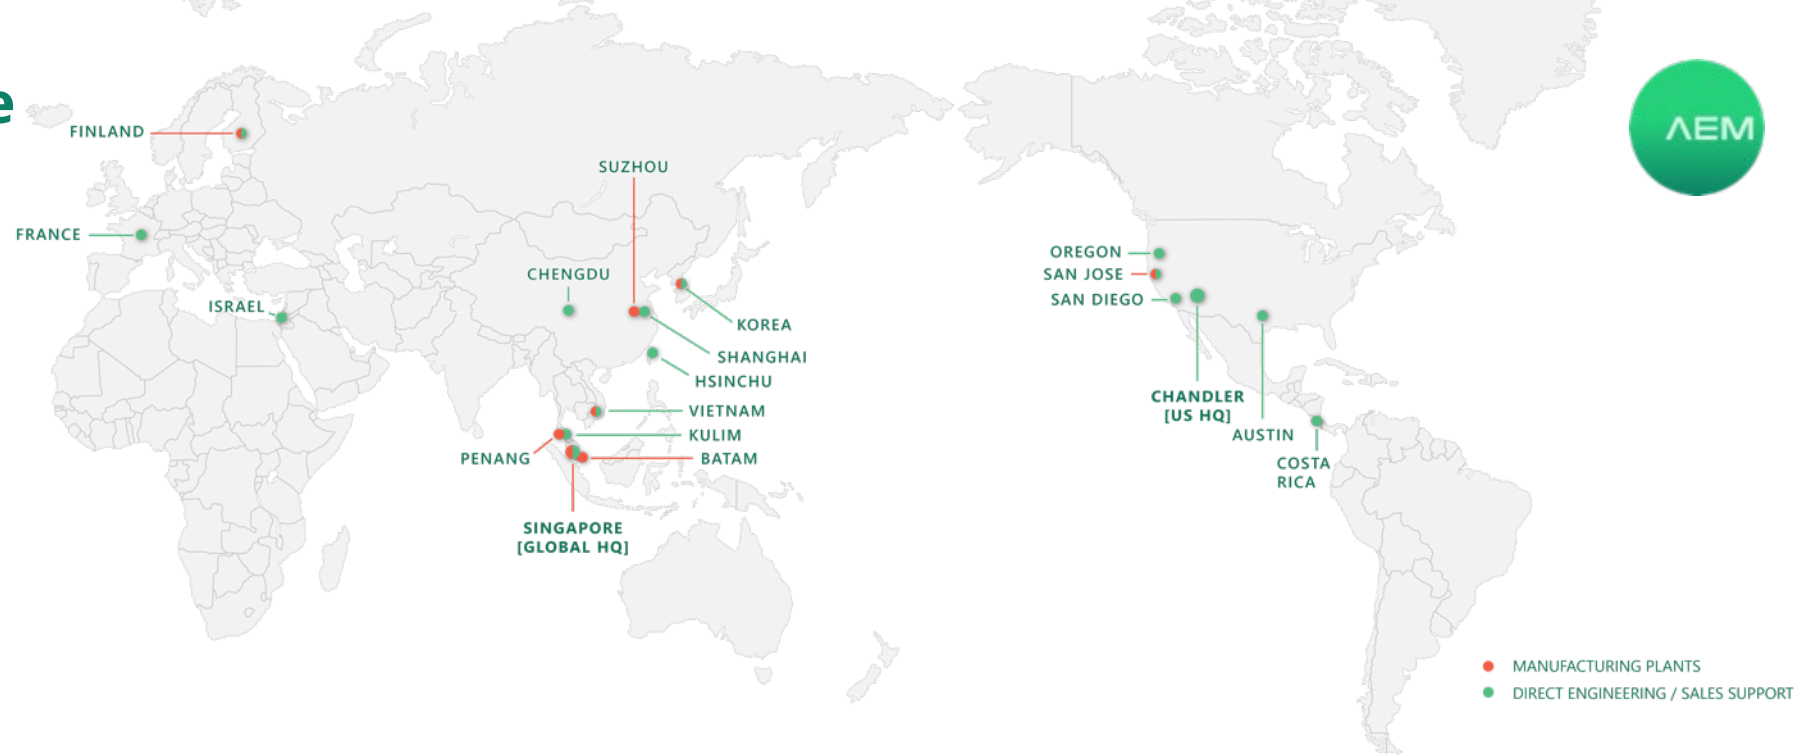 e
AEM
FINLAND
SUZHOU
FRANCE
OREGON
CHENGDU
SAN JOSE
SAN DIEGO
ISRAEL
KOREA
SHANGHAI
HSINCHU
CHANDLER
[US HQ]
VIETNAM
KULIM
AUSTIN
PENANG
BATAM
COSTA
RICA
SINGAPORE
[GLOBAL HQ]
MANUFACTURING PLANTS
DIRECT ENGINEERING / SALES SUPPORT